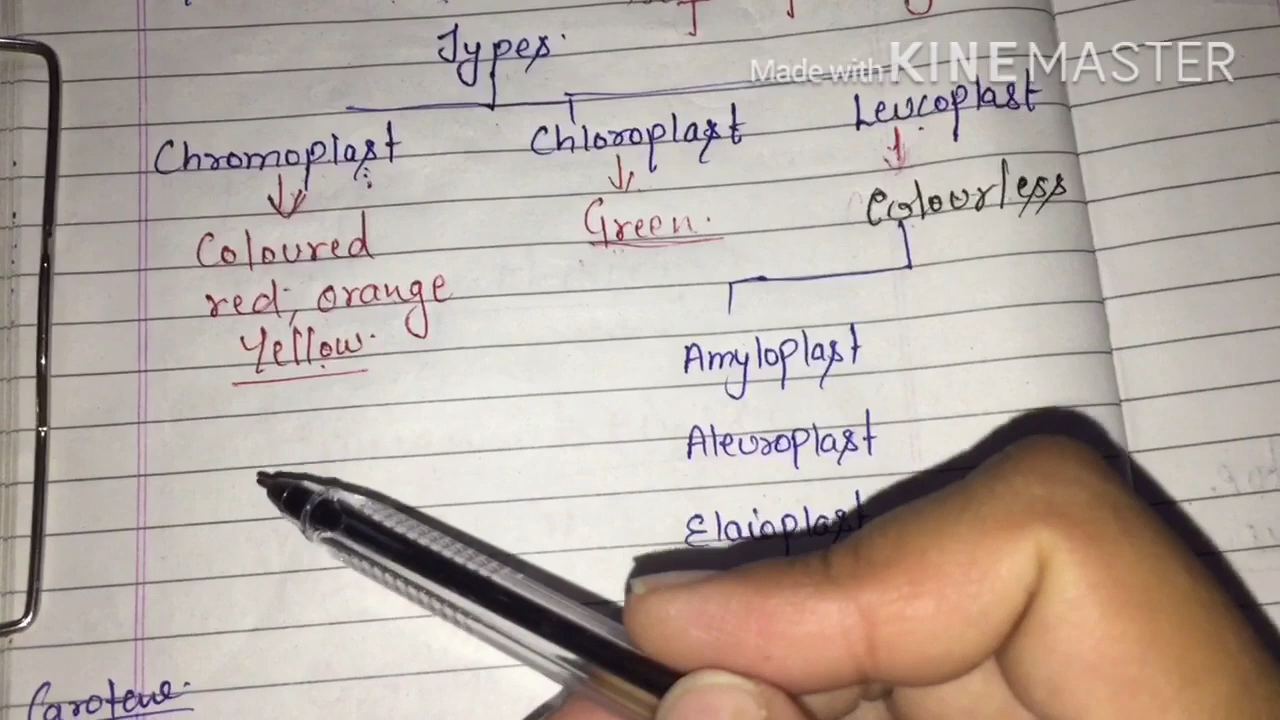 Types.
Made with KINEMASTER
Chromoplast Chloroplast Leucoplast
Coloured Green. Colourless
red, orange
Yellow.
Amyloplast
Aleuroplast
Elaioplast
Carotene.